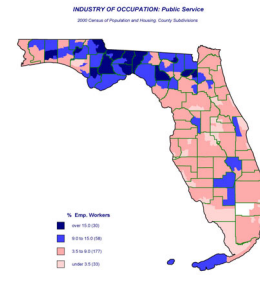 INDUSTRY OF OCCUPATION: Public Service
2000 Census of Population and Housing, County Subdivisions
% Emp. Workers
over 15.0 (30)
8.0 to 15.0 (58)
3.5 to 8.0 (177)
under 3.5 (33)